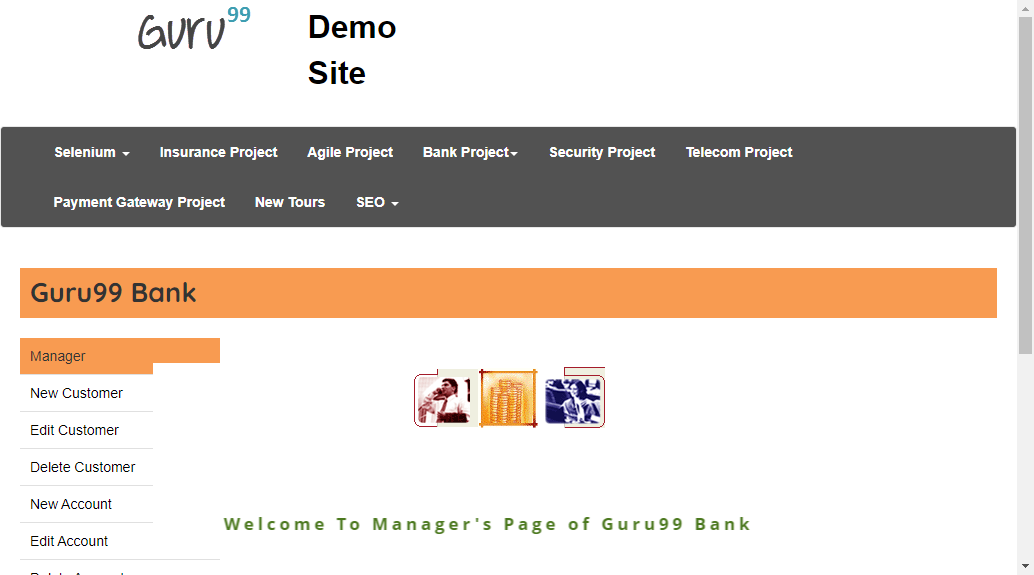 Guru99
Demo
Site
Selenium
Insurance Project
Agile Project
Bank Project
Security Project
Telecom Project
Payment Gateway Project
New Tours
SEO
Guru99 Bank
Manager
New Customer
Edit Customer
Delete Customer
New Account
Edit Account
Welcome To Manager's Page of Guru99 Bank